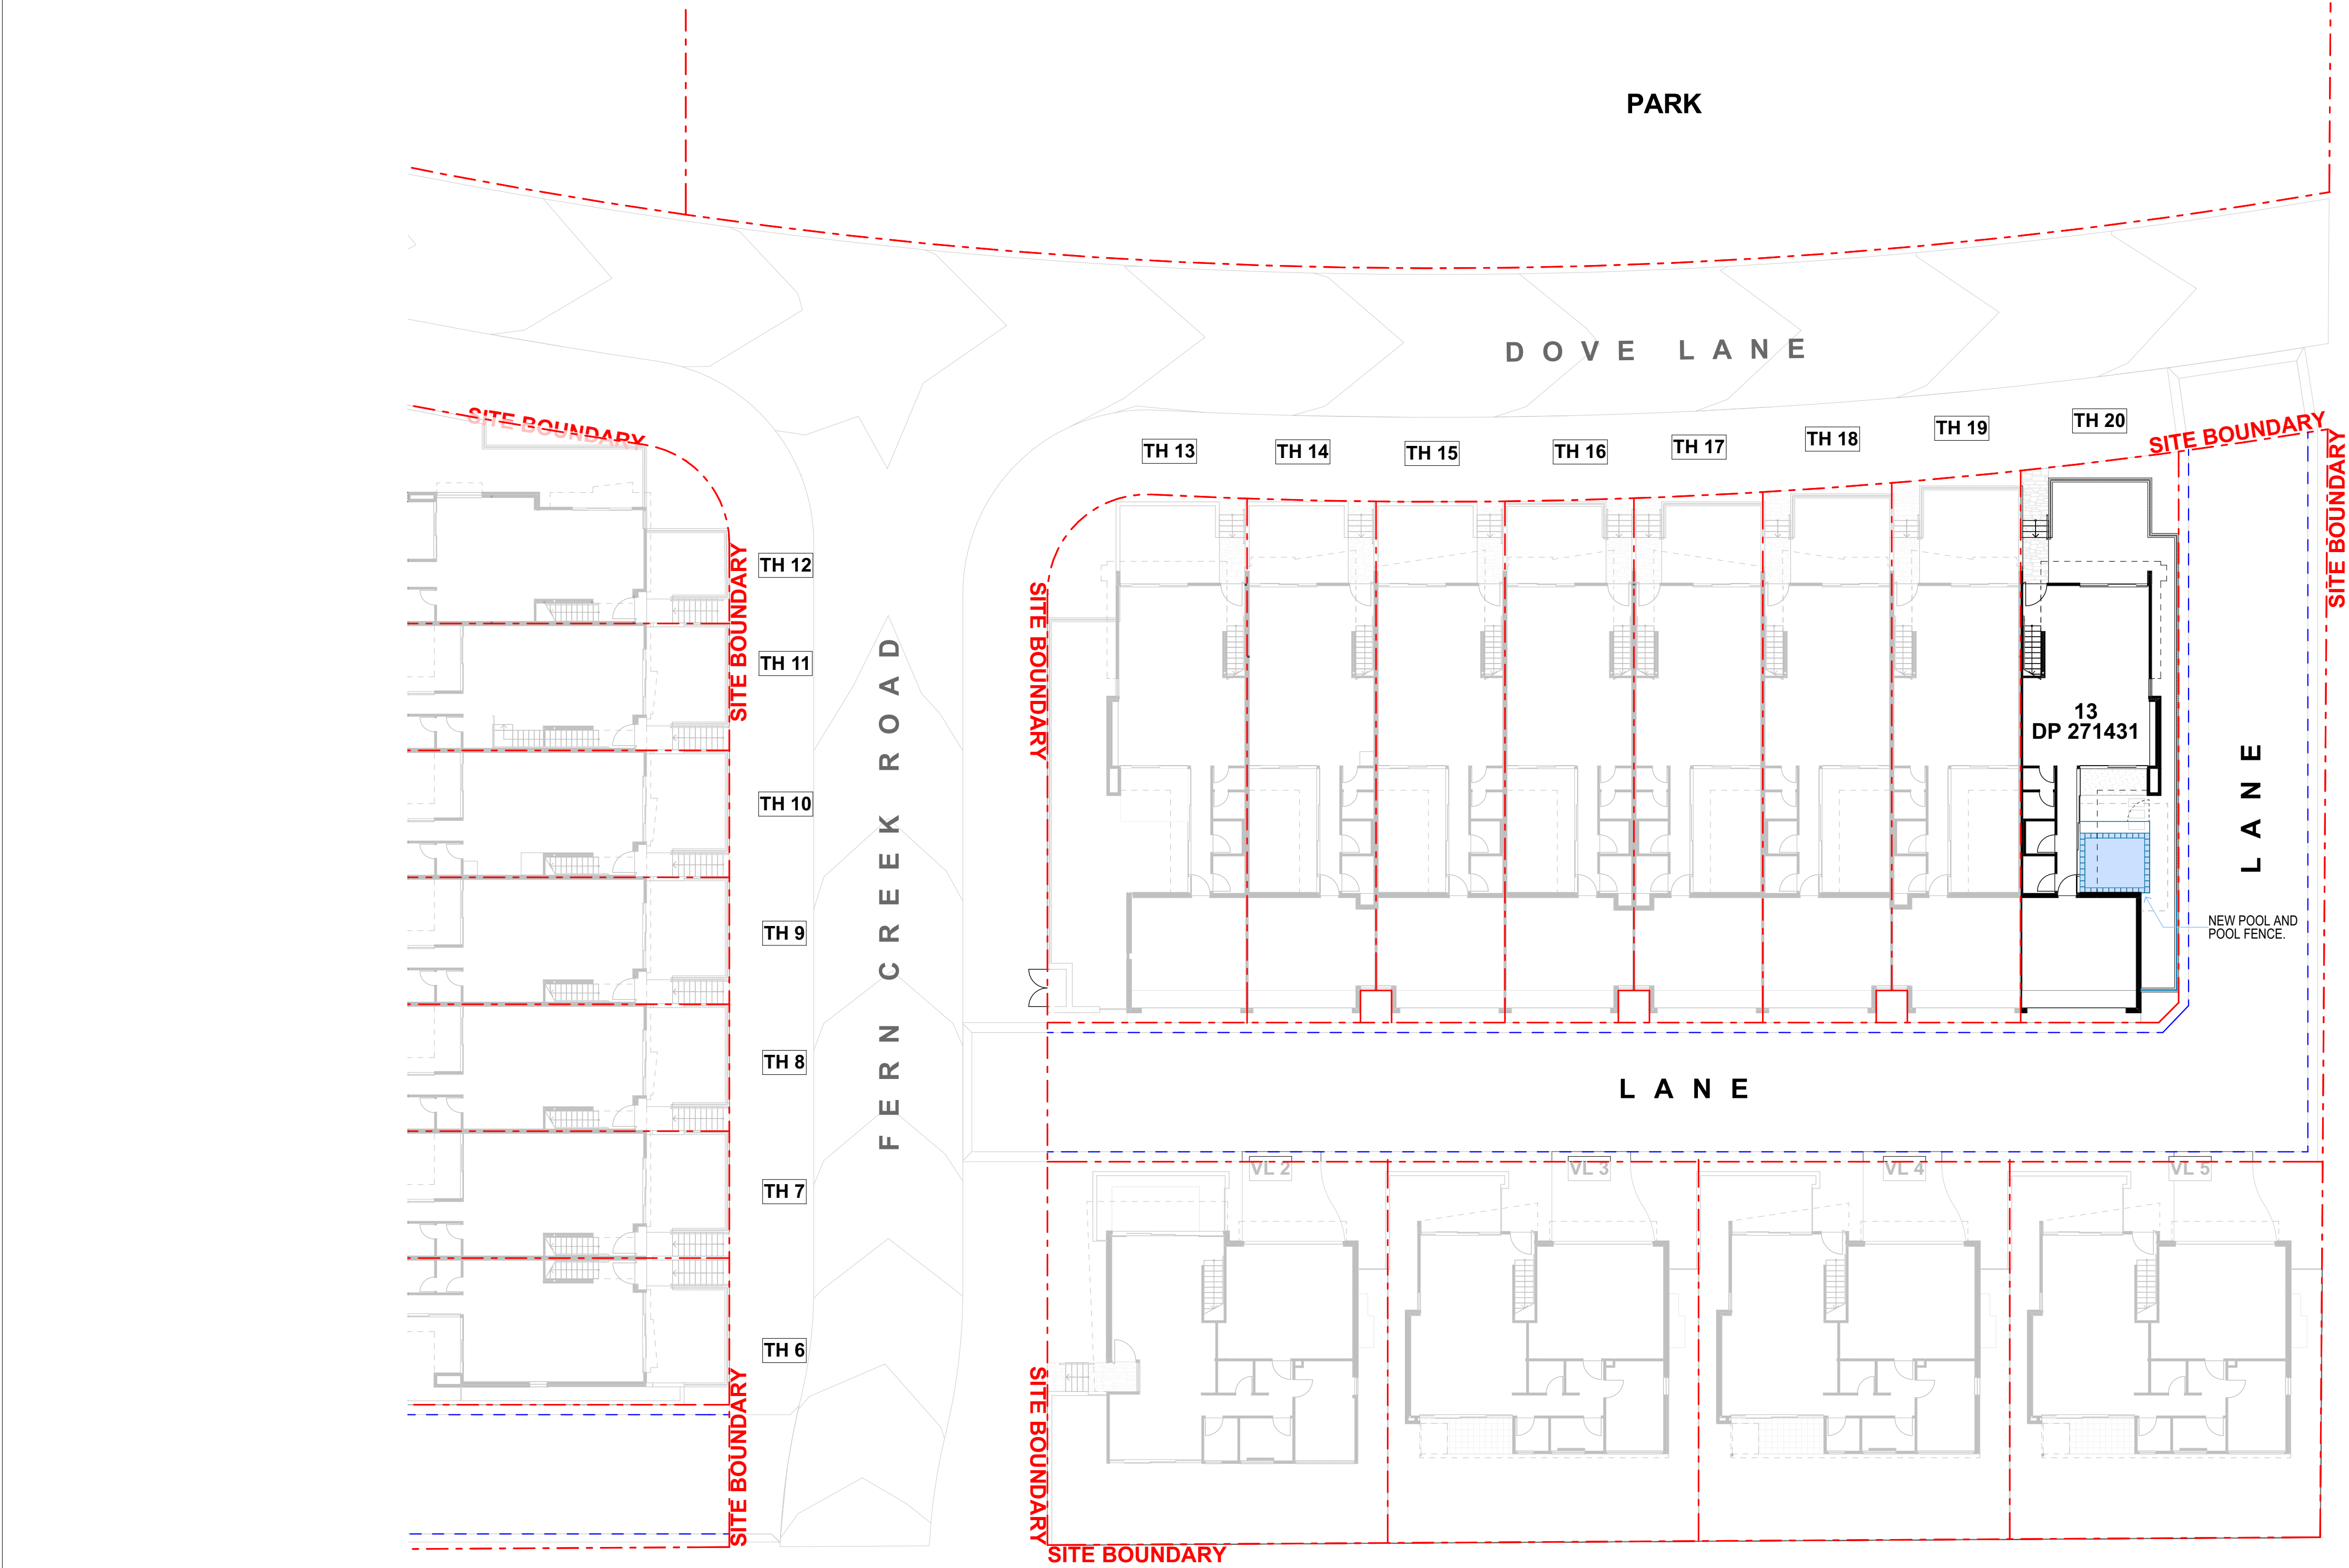 PARK
DOVE LANE
SITE BOUNDARY
TH 13
TH 14
TH 15
TH 16
TH 17
TH 18
TH 19
TH 20
SITE BOUNDARY
SITE BOUNDARY
SITE BOUNDARY
TH 12
TH 11
TH 10
TH 9
TH 8
TH 7
TH 6
FERN CREEK ROAD
SITE BOUNDARY
13
DP 271431
LANE
NEW POOL AND
POOL FENCE.
LANE
VL 2
VL 3
VL 4
VL 5
SITE BOUNDARY
SITE BOUNDARY
SITE BOUNDARY